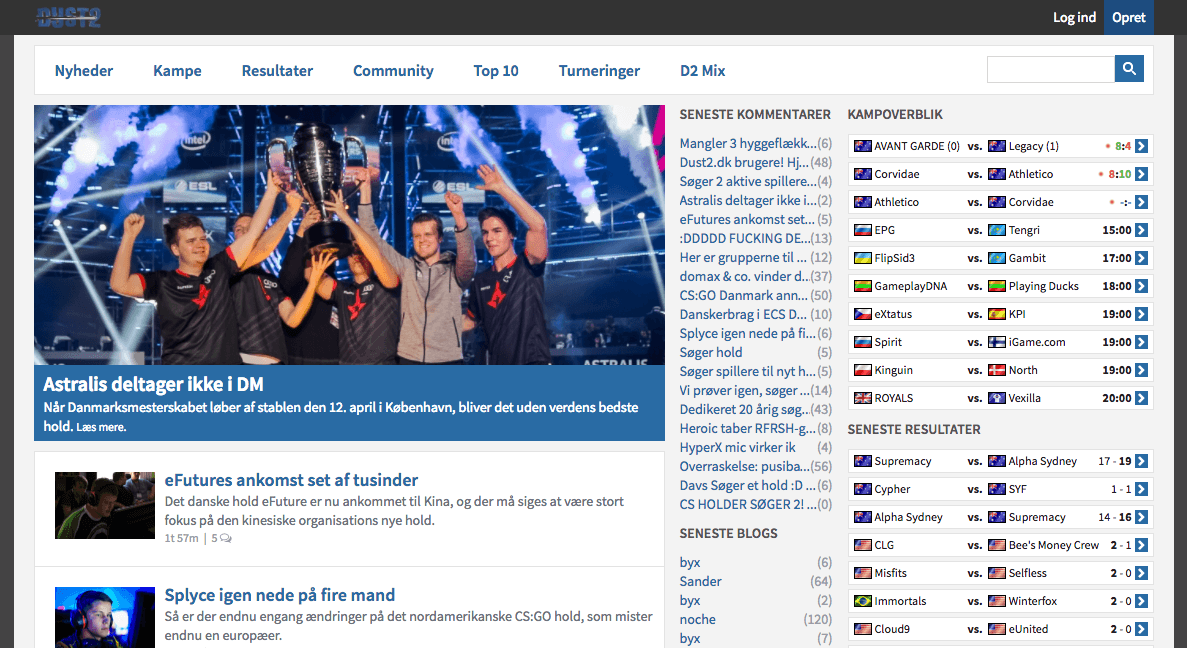 DUST2
Log ind
Opret
Nyheder
Kampe
Resultater
Community
Top 10
Turneringer
D2 Mix
intel
ESL
ESL
ASTRALIS
Astralis deltager ikke i DM
Når Danmarksmesterskabet løber af stablen den 12. april i København, bliver det uden verdens bedste
hold. Læs mere.
eFutures ankomst set af tusinder
Det danske hold eFuture er nu ankommet til Kina, og der må siges at være stort
fokus på den kinesiske organisations nye hold.
1t 57m | 5
Splyce igen nede på fire mand
Så er der endnu engang ændringer på det nordamerikanske CS:GO hold, som mister
endnu en europæer.
SENESTE KOMMENTARER
Mangler 3 hyggeflækk...(6)
Dust2.dk brugere! Hj...(48)
Søger 2 aktive spillere...(4)
Astralis deltager ikke i...(2)
eFutures ankomst set... (5)
:DDDDD FUCKING DE...(13)
Her er grupperne til ... (12)
domax & co. vinder d...(37)
CS:GO Danmark ann... (50)
Danskerbrag i ECS D... (10)
Splyce igen nede på fi...(6)
Søger hold (5)
Søger spillere til nyt h... (5)
Vi prøver igen, søger ...(14)
Dedikeret 20 årig søg...(43)
Heroic taber RFRSH-g... (8)
HyperX mic virker ik (4)
Overraskelse: pusiba...(56)
Davs Søger et hold :D ... (6)
CS HOLDER SØGER 2! ...(0)
SENESTE BLOGS
byx (6)
Sander (64)
byx (2)
noche (120)
byx (7)
KAMPOVERBLIK
AVANT GARDE (0) vs. Legacy (1) 8:4
Corvidae vs. Athletico 8:10
Athletico vs. Corvidae -:-
EPG vs. Tengri 15:00
FlipSid3 vs. Gambit 17:00
GameplayDNA vs. Playing Ducks 18:00
eXtatus vs. KPI 19:00
Spirit vs. iGame.com 19:00
Kinguin vs. North 19:00
ROYALS vs. Vexilla 20:00
SENESTE RESULTATER
Supremacy vs. Alpha Sydney 17 - 19
Cypher vs. SYF 1 - 1
Alpha Sydney vs. Supremacy 14 - 16
CLG vs. Bee's Money Crew 2 - 1
Misfits vs. Selfless 2 - 0
Immortals vs. Winterfox 2 - 0
Cloud9 vs. eUnited 2 - 0